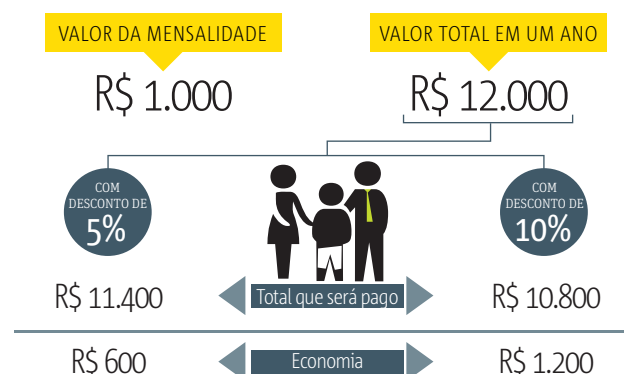 VALOR DA MENSALIDADE
VALOR TOTAL EM UM ANO
R$ 1.000
R$ 12.000
COM
DESCONTO DE
5%
COM
DESCONTO DE
10%
R$ 11.400
Total que será pago
R$ 10.800
R$ 600
Economia
R$ 1.200